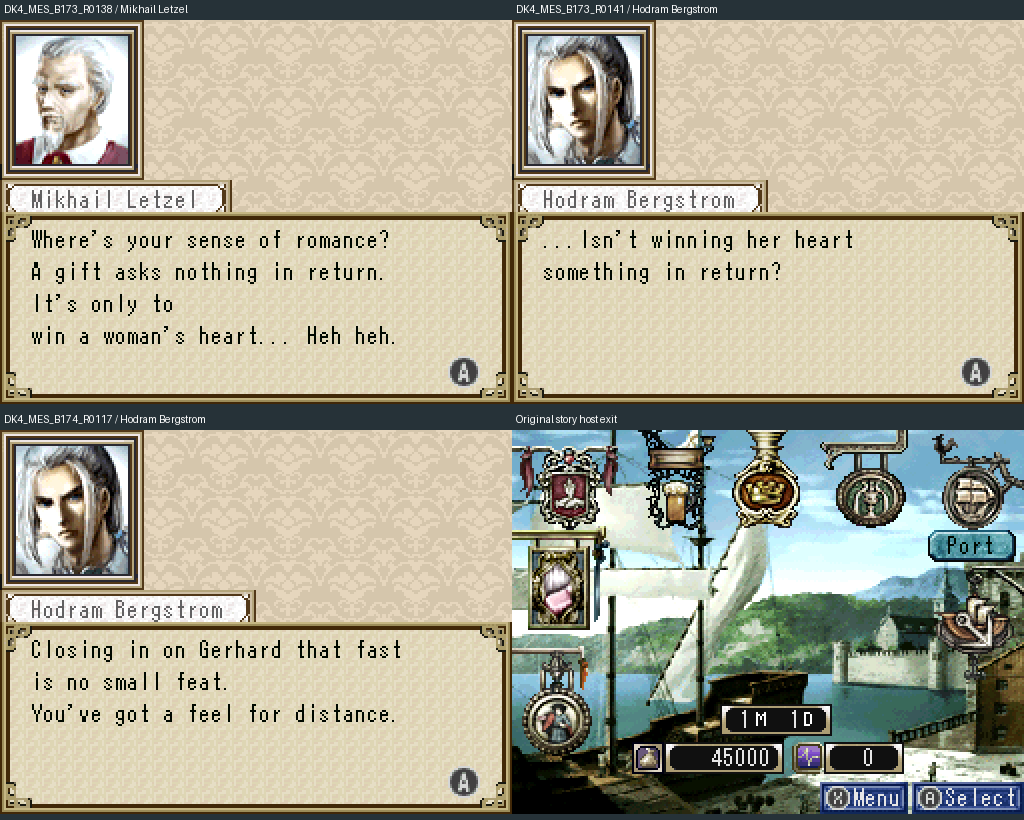 DK4_MES_B173_R0138 / Mikhail Letzel
Mikhail Letzel
Where's your sense of romance?
A gift asks nothing in return.
It's only to
win a woman's heart... Heh heh.
A
DK4_MES_B173_R0141 / Hodram Bergstrom
Hodram Bergstrom
...Isn't winning her heart
something in return?
A
DK4_MES_B174_R0117 / Hodram Bergstrom
Hodram Bergstrom
Closing in on Gerhard that fast
is no small feat.
You've got a feel for distance.
A
Original story host exit
Port
1M 1D
45000
0
X Menu
A Select